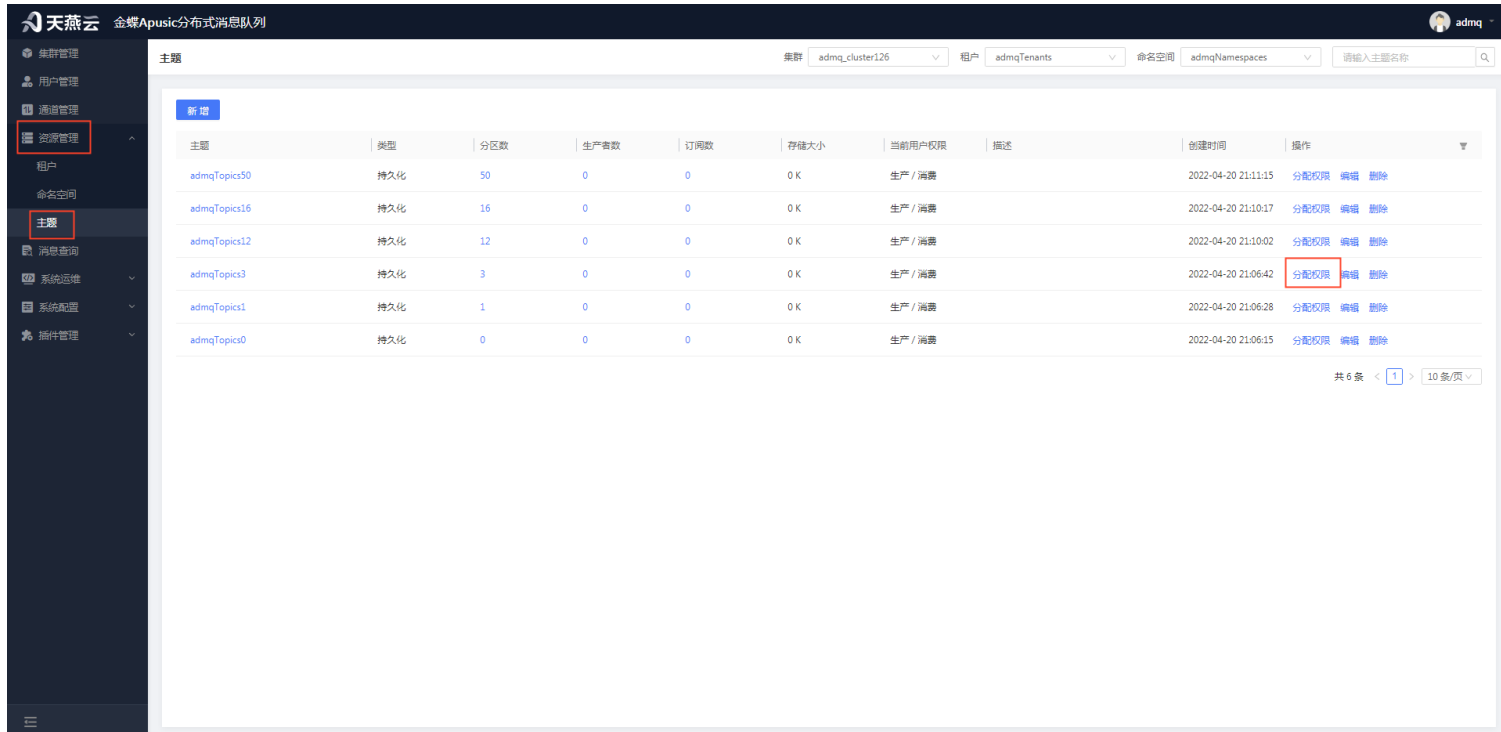 天燕云 金蝶Apusic分布式消息队列 admq
集群管理
用户管理
通道管理
资源管理
租户
命名空间
主题
消息查询
系统运维
系统配置
插件管理
主题 集群 admq_cluster126 租户 admqTenants 命名空间 admqNamespaces 请输入主题名称
新 增
主题 类型 分区数 生产者数 订阅数 存储大小 当前用户权限 描述 创建时间 操作
admqTopics50 持久化 50 0 0 0 K 生产 / 消费 2022-04-20 21:11:15 分配权限 编辑 删除
admqTopics16 持久化 16 0 0 0 K 生产 / 消费 2022-04-20 21:10:17 分配权限 编辑 删除
admqTopics12 持久化 12 0 0 0 K 生产 / 消费 2022-04-20 21:10:02 分配权限 编辑 删除
admqTopics3 持久化 3 0 0 0 K 生产 / 消费 2022-04-20 21:06:42 分配权限 编辑 删除
admqTopics1 持久化 1 0 0 0 K 生产 / 消费 2022-04-20 21:06:28 分配权限 编辑 删除
admqTopics0 持久化 0 0 0 0 K 生产 / 消费 2022-04-20 21:06:15 分配权限 编辑 删除
共 6 条 < 1 > 10 条/页